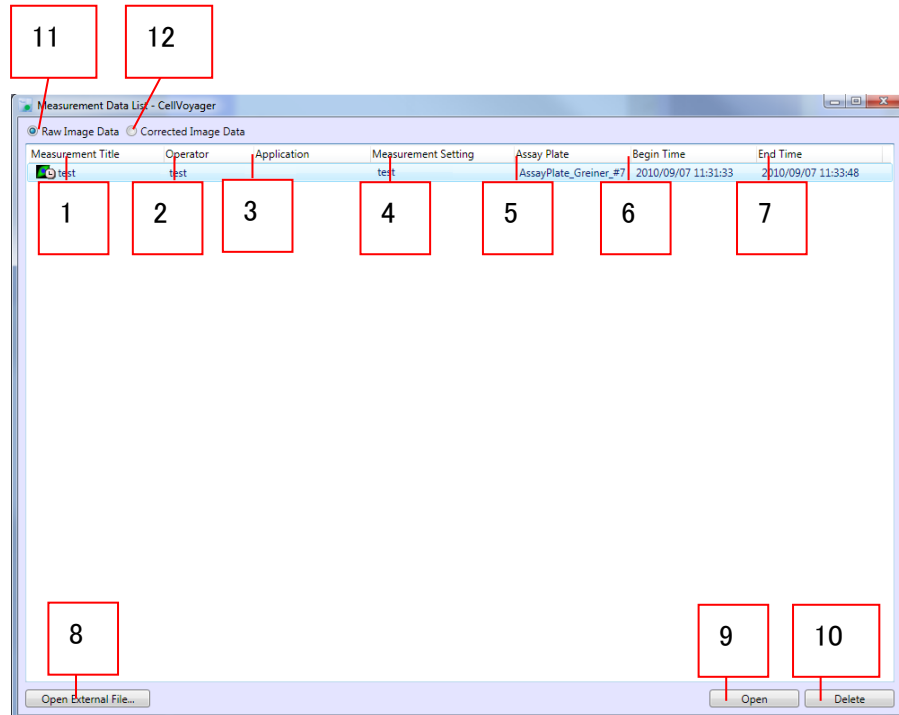 11 12
Measurement Data List - CellVoyager
Raw Image Data Corrected Image Data
Measurement Title Operator Application Measurement Setting Assay Plate Begin Time End Time
test test test AssayPlate_Greiner_#7 2010/09/07 11:31:33 2010/09/07 11:33:48
1 2 3 4 5 6 7
8 9 10
Open External File... Open Delete